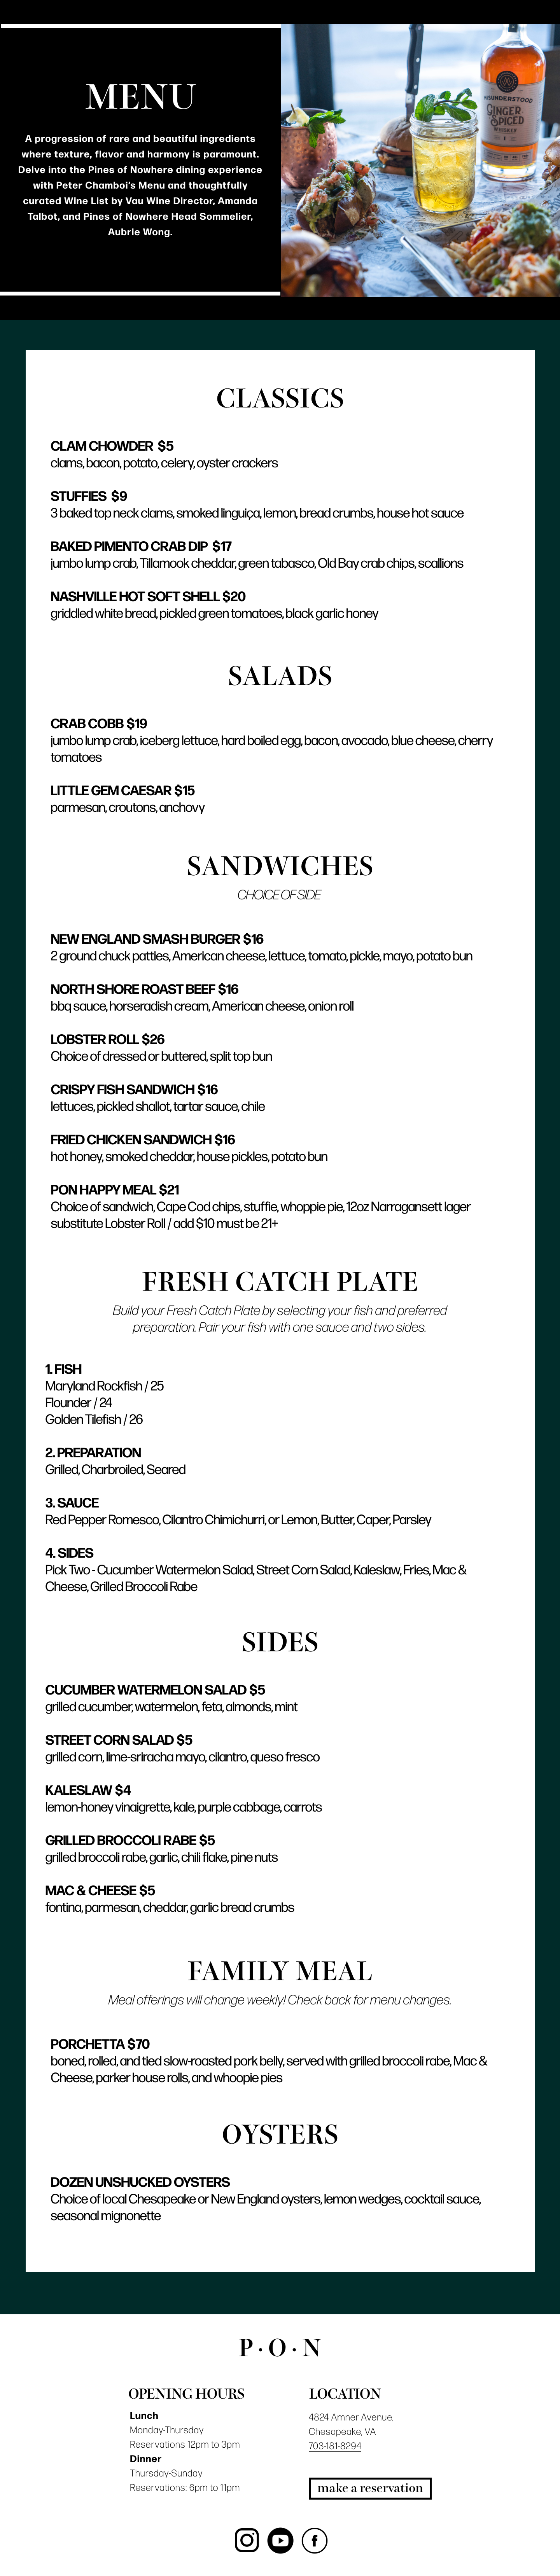 MENU
A progression of rare and beautiful ingredients
where texture, flavor and harmony is paramount.
Delve into the Pines of Nowhere dining experience
with Peter Chamboi's Menu and thoughtfully
curated Wine List by Vau Wine Director, Amanda
Talbot, and Pines of Nowhere Head Sommelier,
Aubrie Wong.
MISUNDERSTOOD
GINGER
SPICED
WHISKEY
CLASSICS
CLAM CHOWDER $5
clams, bacon, potato, celery, oyster crackers
STUFFIES $9
3 baked top neck clams, smoked linguiça, lemon, bread crumbs, house hot sauce
BAKED PIMENTO CRAB DIP $17
jumbo lump crab, Tillamook cheddar, green tabasco, Old Bay crab chips, scallions
NASHVILLE HOT SOFT SHELL $20
griddled white bread, pickled green tomatoes, black garlic honey
SALADS
CRAB COBB $19
jumbo lump crab, iceberg lettuce, hard boiled egg, bacon, avocado, blue cheese, cherry
tomatoes
LITTLE GEM CAESAR $15
parmesan, croutons, anchovy
SANDWICHES
CHOICE OF SIDE
NEW ENGLAND SMASH BURGER $16
2 ground chuck patties, American cheese, lettuce, tomato, pickle, mayo, potato bun
NORTH SHORE ROAST BEEF $16
bbq sauce, horseradish cream, American cheese, onion roll
LOBSTER ROLL $26
Choice of dressed or buttered, split top bun
CRISPY FISH SANDWICH $16
lettuces, pickled shallot, tartar sauce, chile
FRIED CHICKEN SANDWICH $16
hot honey, smoked cheddar, house pickles, potato bun
PON HAPPY MEAL $21
Choice of sandwich, Cape Cod chips, stuffie, whoppie pie, 12oz Narragansett lager
substitute Lobster Roll / add $10 must be 21+
FRESH CATCH PLATE
Build your Fresh Catch Plate by selecting your fish and preferred
preparation. Pair your fish with one sauce and two sides.
1. FISH
Maryland Rockfish / 25
Flounder / 24
Golden Tilefish / 26
2. PREPARATION
Grilled, Charbroiled, Seared
3. SAUCE
Red Pepper Romesco, Cilantro Chimichurri, or Lemon, Butter, Caper, Parsley
4. SIDES
Pick Two - Cucumber Watermelon Salad, Street Corn Salad, Kaleslaw, Fries, Mac &
Cheese, Grilled Broccoli Rabe
SIDES
CUCUMBER WATERMELON SALAD $5
grilled cucumber, watermelon, feta, almonds, mint
STREET CORN SALAD $5
grilled corn, lime-sriracha mayo, cilantro, queso fresco
KALESLAW $4
lemon-honey vinaigrette, kale, purple cabbage, carrots
GRILLED BROCCOLI RABE $5
grilled broccoli rabe, garlic, chili flake, pine nuts
MAC & CHEESE $5
fontina, parmesan, cheddar, garlic bread crumbs
FAMILY MEAL
Meal offerings will change weekly! Check back for menu changes.
PORCHETTA $70
boned, rolled, and tied slow-roasted pork belly, served with grilled broccoli rabe, Mac &
Cheese, parker house rolls, and whoopie pies
OYSTERS
DOZEN UNSHUCKED OYSTERS
Choice of local Chesapeake or New England oysters, lemon wedges, cocktail sauce,
seasonal mignonette
P · O · N
OPENING HOURS
Lunch
Monday-Thursday
Reservations 12pm to 3pm
Dinner
Thursday-Sunday
Reservations: 6pm to 11pm
LOCATION
4824 Amner Avenue,
Chesapeake, VA
703-181-8294
make a reservation